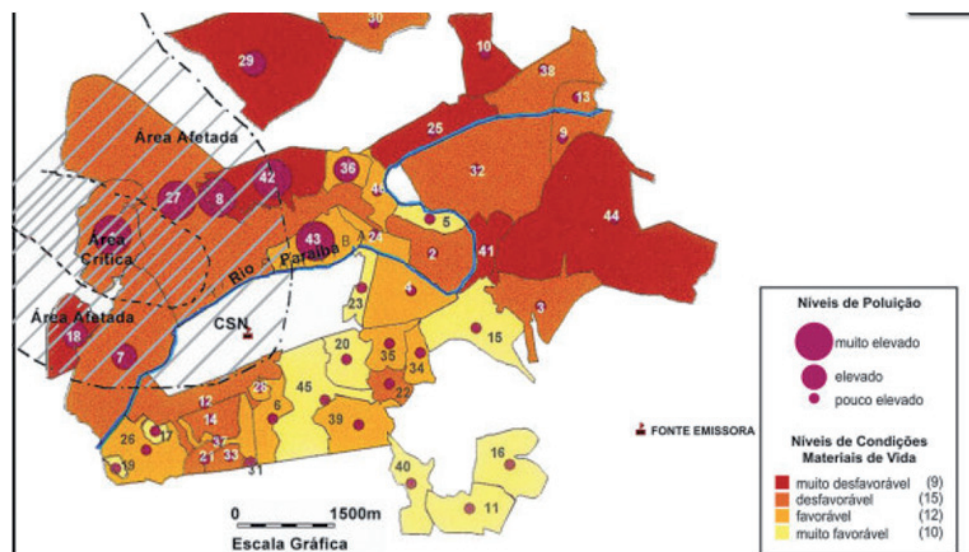 30
29
10
38
13
25
9
Área Afetada
42
36
32
27
8
44
5
43
B
A
24
2
41
Área
Crítica
Rio
Paraíba
Área Afetada
23
4
3
18
CSN
7
20
35
34
15
22
12
28
45
14
6
39
26
17
37
19
21
33
31
40
16
11
0
1500m
Escala Gráfica
Níveis de Poluição
muito elevado
elevado
pouco elevado
FONTE EMISSORA
Níveis de Condições
Materiais de Vida
muito desfavorável (9)
desfavorável (15)
favorável (12)
muito favorável (10)